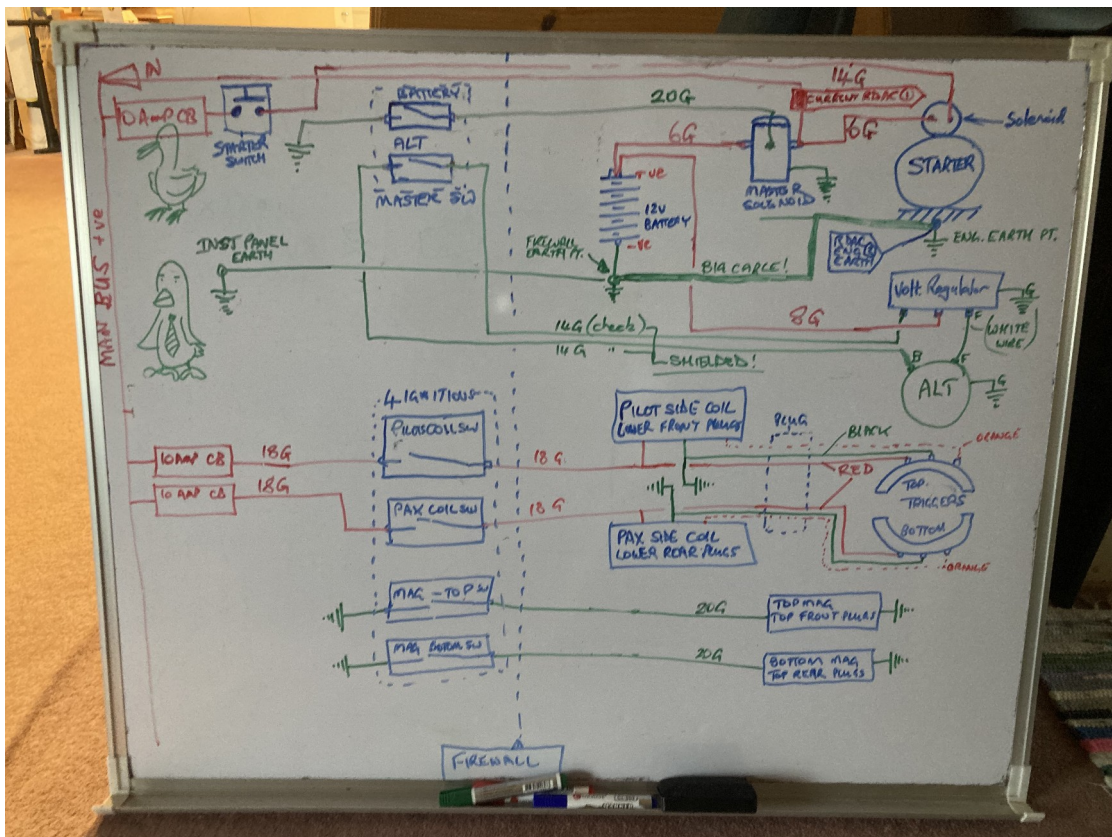 N
14G
10 AMP CB
STARTER
SWITCH
BATTERY
20G
6G
6G
Solenoid
ALT
MASTER SW
+ve
12V
BATTERY
-ve
MASTER
SOLENOID
STARTER
INST PANEL
EARTH
FIREWALL
EARTH PT.
BIG CABLE!
EARTH
ENG. EARTH PT.
Volt. Regulator
G
MAIN BUS +ve
14G (check)
14G "
SHIELDED!
8G
F
(WHITE
WIRE)
B
F
ALT
G
4 IGNITIONS
PILOT COIL SW
10 AMP CB
18G
18G
PILOT SIDE COIL
LOWER FRONT PLUGS
PLUG
BLACK
ORANGE
RED
10 AMP CB
18G
PAX COIL SW
18G
TOP
TRIGGERS
BOTTOM
PAX SIDE COIL
LOWER REAR PLUGS
ORANGE
MAG - TOP SW
20G
TOP MAG
TOP FRONT PLUGS
MAG BOTTOM SW
20G
BOTTOM MAG
TOP REAR PLUGS
FIREWALL